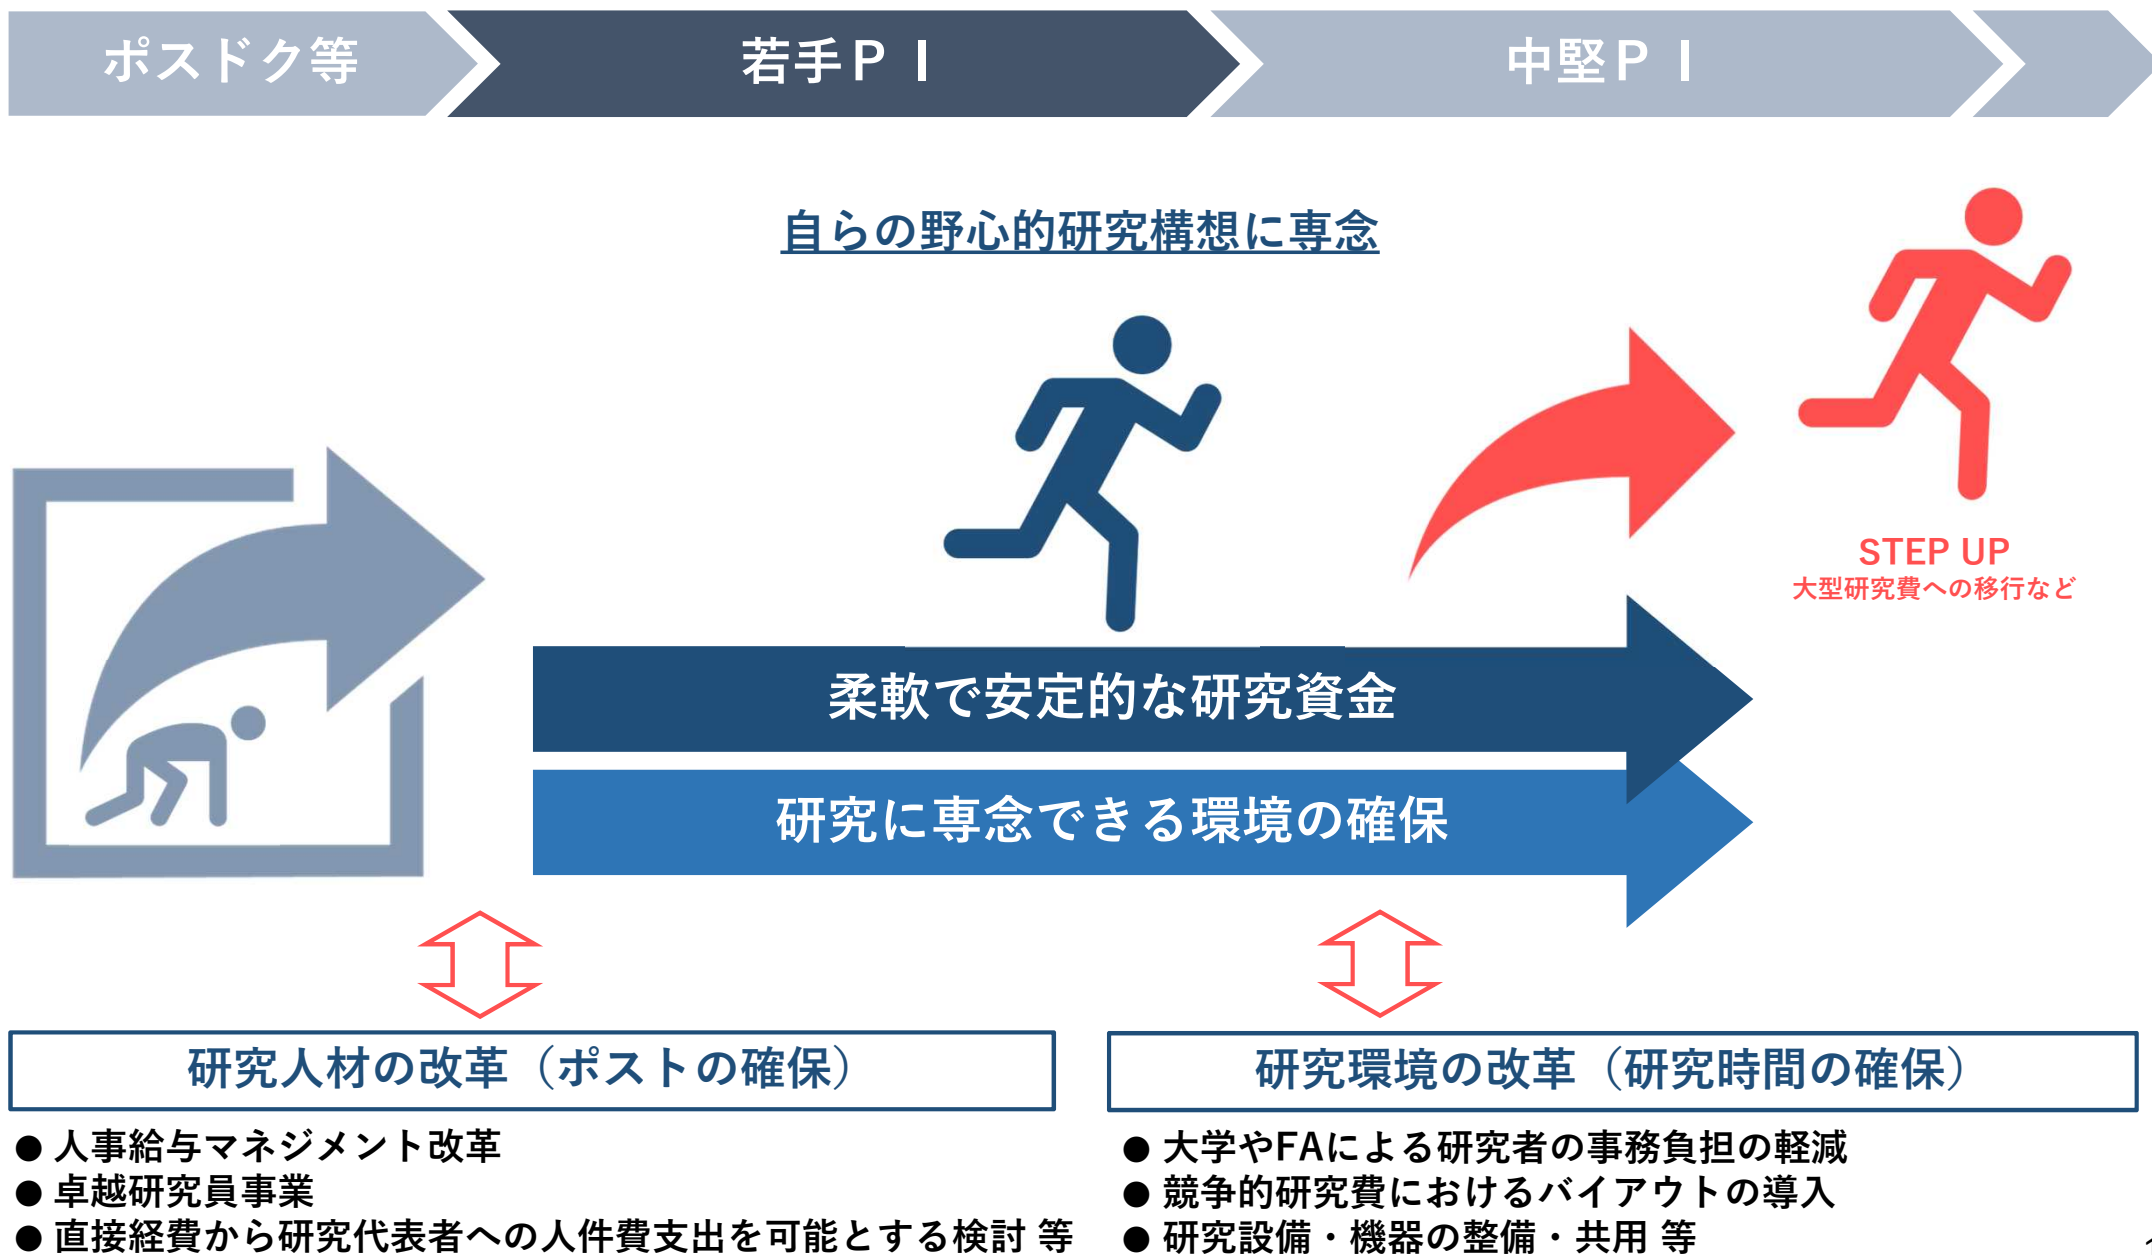 ポスドク等
若手ＰＩ
中堅ＰＩ
自らの野心的研究構想に専念
STEP UP
大型研究費への移行など
柔軟で安定的な研究資金
研究に専念できる環境の確保
研究人材の改革（ポストの確保）
● 人事給与マネジメント改革
● 卓越研究員事業
● 直接経費から研究代表者への人件費支出を可能とする検討 等
研究環境の改革（研究時間の確保）
● 大学やFAによる研究者の事務負担の軽減
● 競争的研究費におけるバイアウトの導入
● 研究設備・機器の整備・共用 等